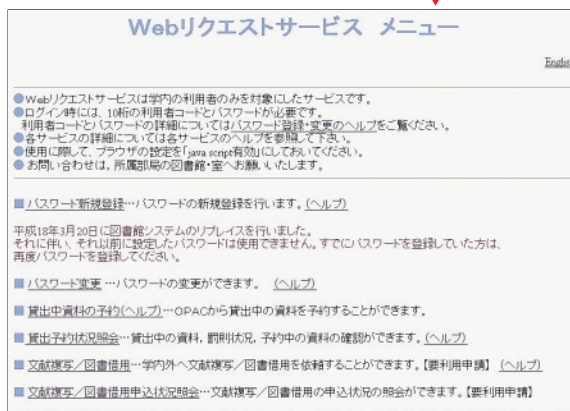 Webリクエストサービス メニュー
English
●Webリクエストサービスは学内の利用者のみを対象にしたサービスです。
●ログイン時には、10桁の利用者コードとパスワードが必要です。
利用者コードとパスワードの詳細についてはパスワード登録・変更のヘルプをご覧ください。
●各サービスの詳細については各サービスのヘルプを参照して下さい。
●使用に際して、ブラウザの設定を「java script有効」にしておいてください。
●お問い合わせは，所属部局の図書館・室へお願いいたします。
■パスワード新規登録…パスワードの新規登録を行います。(ヘルプ)
平成18年3月20日に図書館システムのリプレイスを行いました。
それに伴い、それ以前に設定したパスワードは使用できません。すでにパスワードを登録していた方は、
再度パスワードを登録してください。
■パスワード変更 …パスワードの変更ができます。 (ヘルプ)
■貸出中資料の予約(ヘルプ)…OPACから貸出中の資料を予約することができます。
■貸出予約状況照会…貸出中の資料，罰則状況，予約中の資料の確認ができます。(ヘルプ)
■文献複写／図書借用…学内外へ文献複写／図書借用を依頼することができます。【要利用申請】 (ヘルプ)
■文献複写／図書借用申込状況照会…文献複写／図書借用の申込状況の照会ができます。【要利用申請】